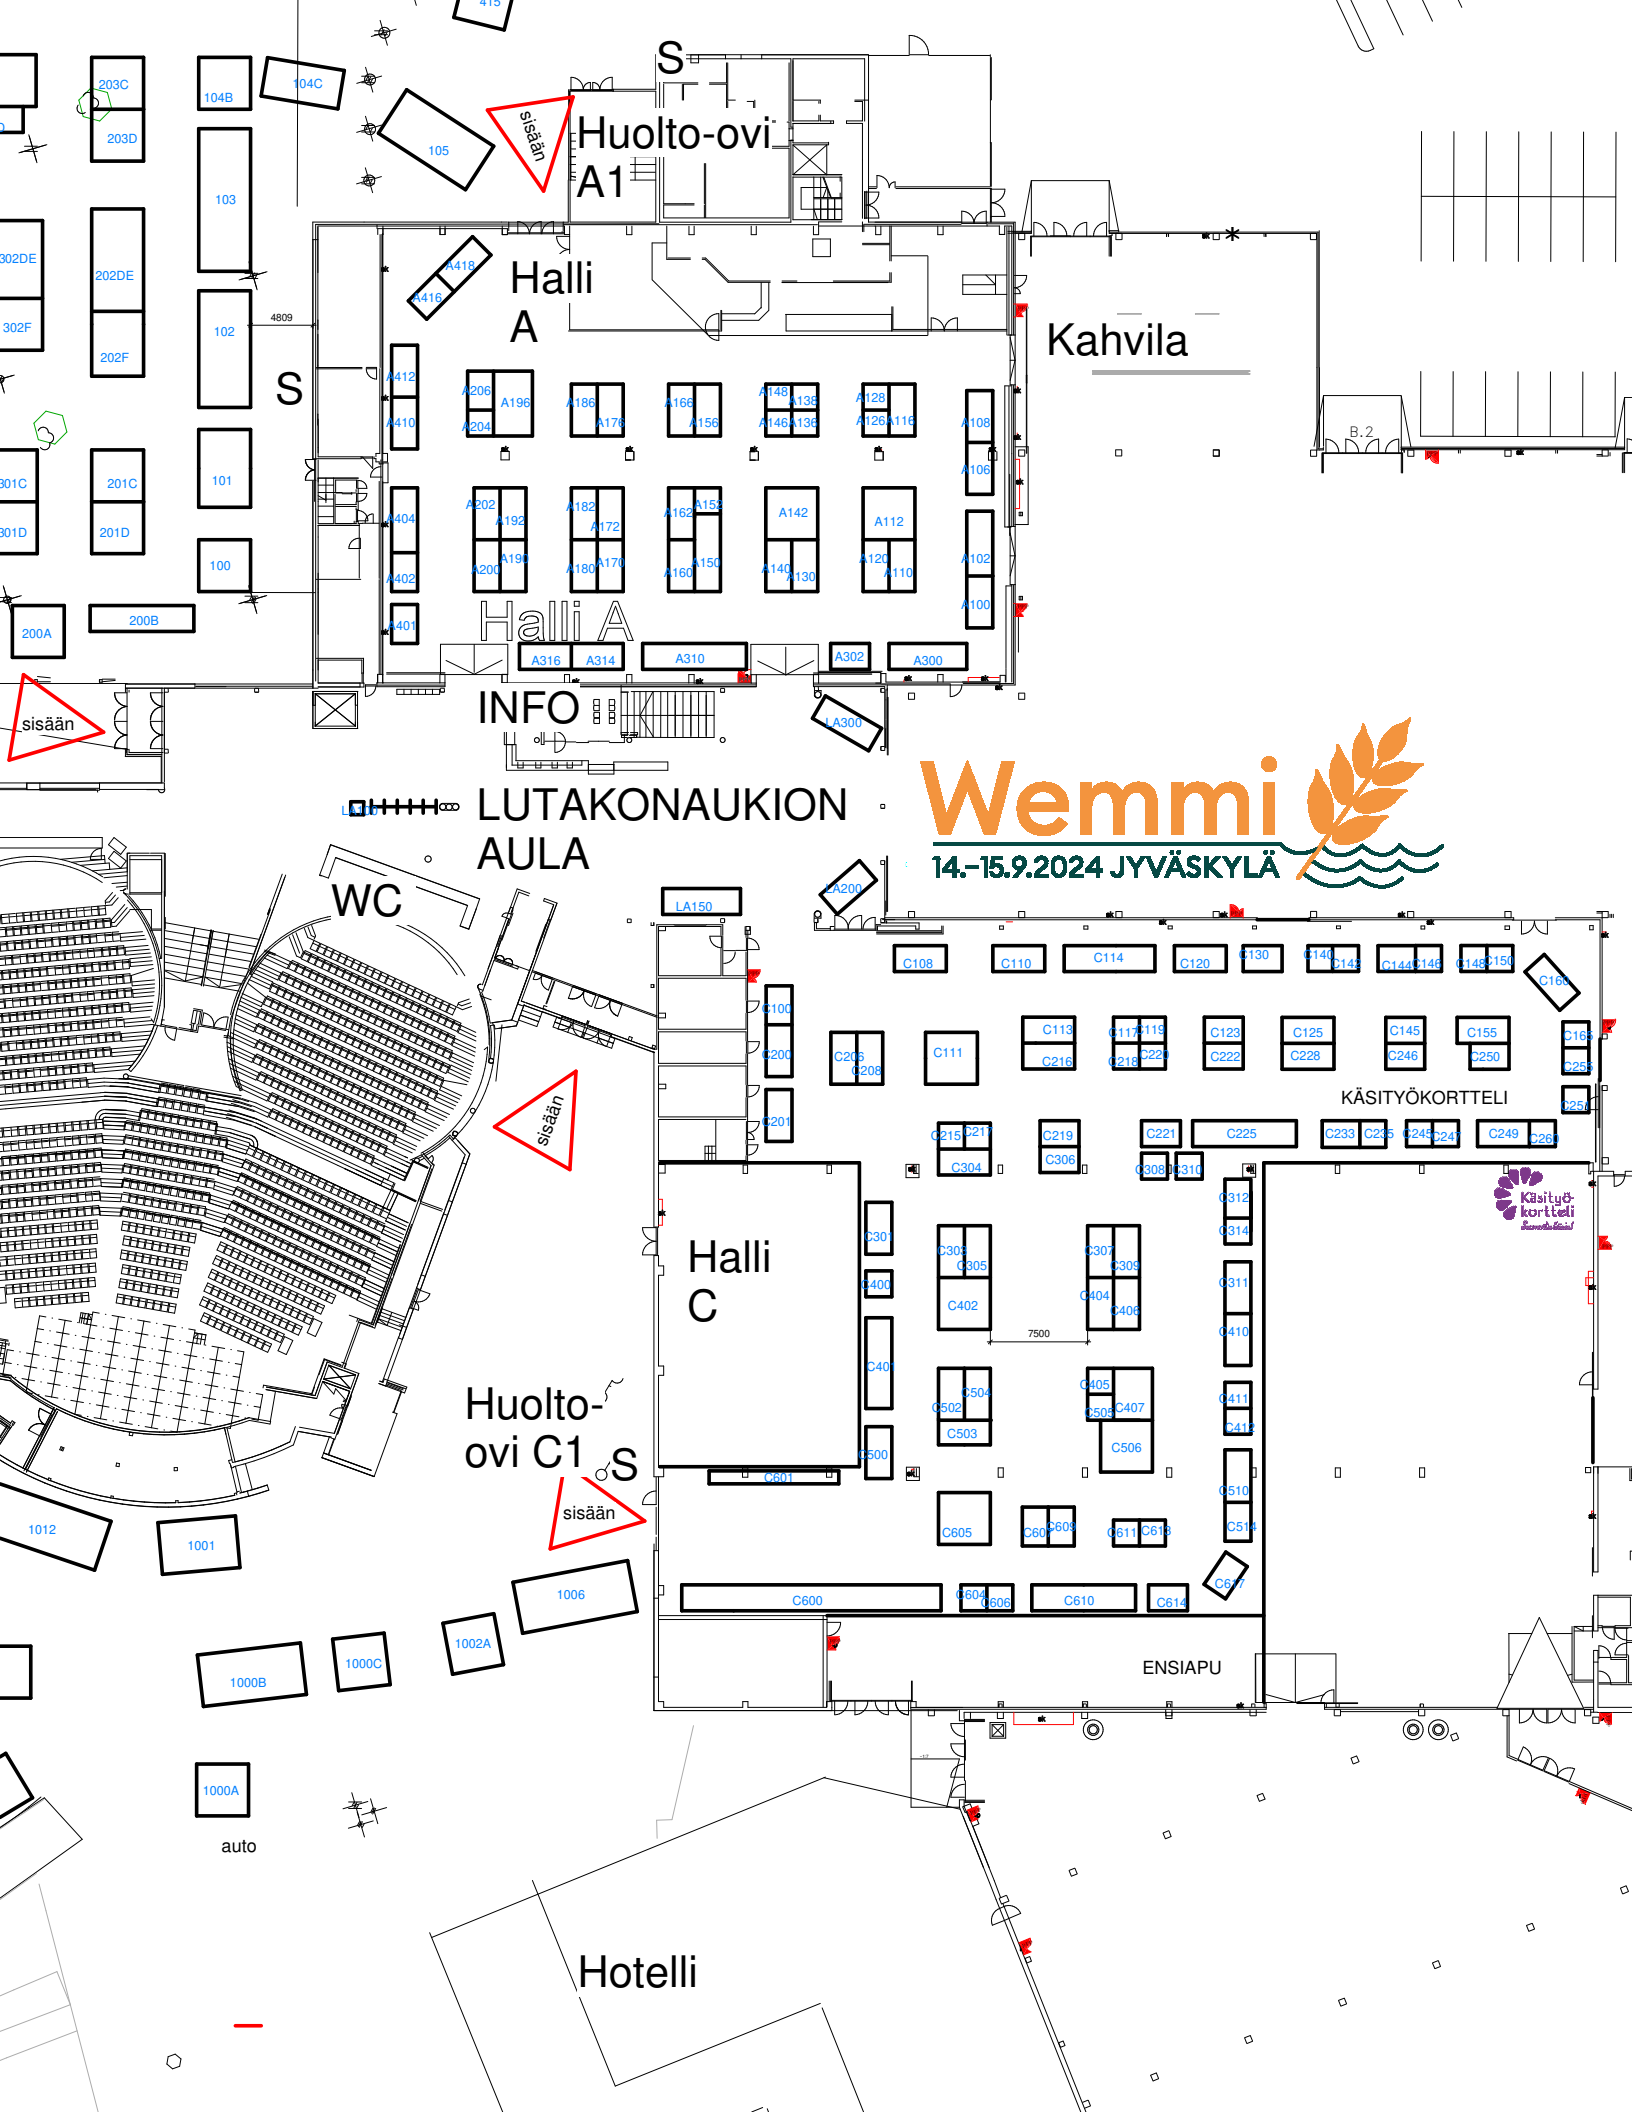 415
S
203C
104B
104C
203D
105
sisään
Huolto-ovi
A1
103
302DE
202DE
A418
A416
Halli
A
4809
302F
102
202F
S
Kahvila
A412
A410
A206
A204
A196
A186
A176
A166
A156
A148
A138
A146
A136
A128
A126
A116
A108
A106
B.2
301C
201C
101
301D
201D
100
A404
A402
A401
A202
A192
A200
A190
A182
A172
A180
A170
A162
A152
A160
A150
A142
A140
A130
A112
A120
A110
A102
A100
200A
200B
Halli A
A316
A314
A310
A302
A300
sisään
INFO
LA300
LA100
LUTAKONAUKION
AULA
Wemmi
14.–15.9.2024 JYVÄSKYLÄ
WC
LA200
LA150
C108
C110
C114
C120
C130
C140
C142
C144
C146
C148
C150
C160
C100
C200
C201
C206
C208
C111
C113
C216
C117
C119
C218
C220
C123
C222
C125
C228
C145
C246
C155
C250
C165
C255
KÄSITYÖKORTTELI
sisään
C215
C217
C304
C219
C306
C221
C225
C233
C235
C245
C247
C249
C260
C308
C310
C312
C314
Käsityö-
kortteli
Halli
C
C301
C400
C303
C305
C402
C307
C309
C404
C406
C311
C410
7500
C401
C500
C502
C504
C503
C405
C505
C407
C506
C411
C412
Huolto-
ovi C1
S
sisään
C601
C510
C514
C605
C607
C609
C611
C613
C617
1012
1001
1006
C600
C604
C606
C610
C614
1002A
1000C
1000B
ENSIAPU
1000A
auto
Hotelli